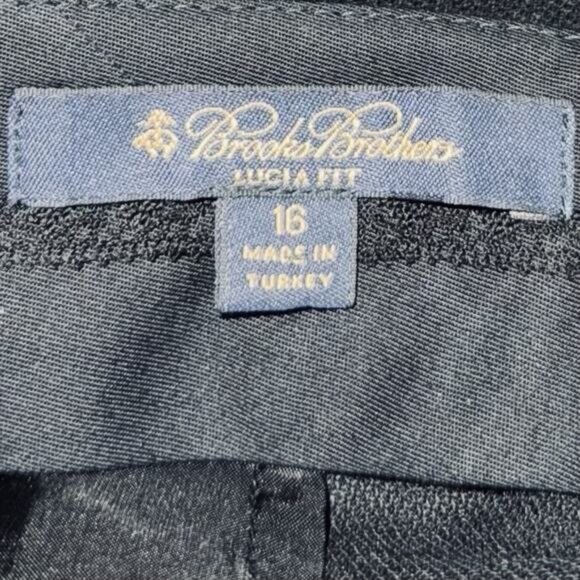 Brooks Brothers
LUCIA FIT
16
MADE IN
TURKEY